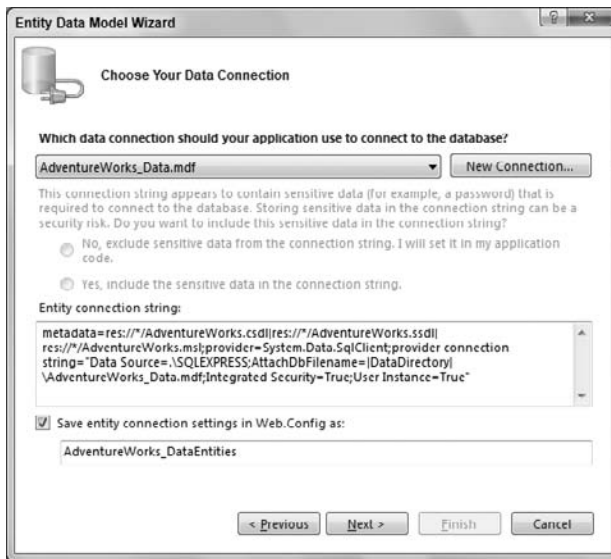 Entity Data Model Wizard
Choose Your Data Connection
Which data connection should your application use to connect to the database?
AdventureWorks_Data.mdf
New Connection...
This connection string appears to contain sensitive data (for example, a password) that is
required to connect to the database. Storing sensitive data in the connection string can be a
security risk. Do you want to include this sensitive data in the connection string?
No, exclude sensitive data from the connection string. I will set it in my application
code.
Yes, include the sensitive data in the connection string.
Entity connection string:
metadata=res://*/AdventureWorks.csdl|res://*/AdventureWorks.ssdl|
res://*/AdventureWorks.msl;provider=System.Data.SqlClient;provider connection
string="Data Source=.\SQLEXPRESS;AttachDbFilename=|DataDirectory|
\AdventureWorks_Data.mdf;Integrated Security=True;User Instance=True"
Save entity connection settings in Web.Config as:
AdventureWorks_DataEntities
< Previous
Next >
Finish
Cancel